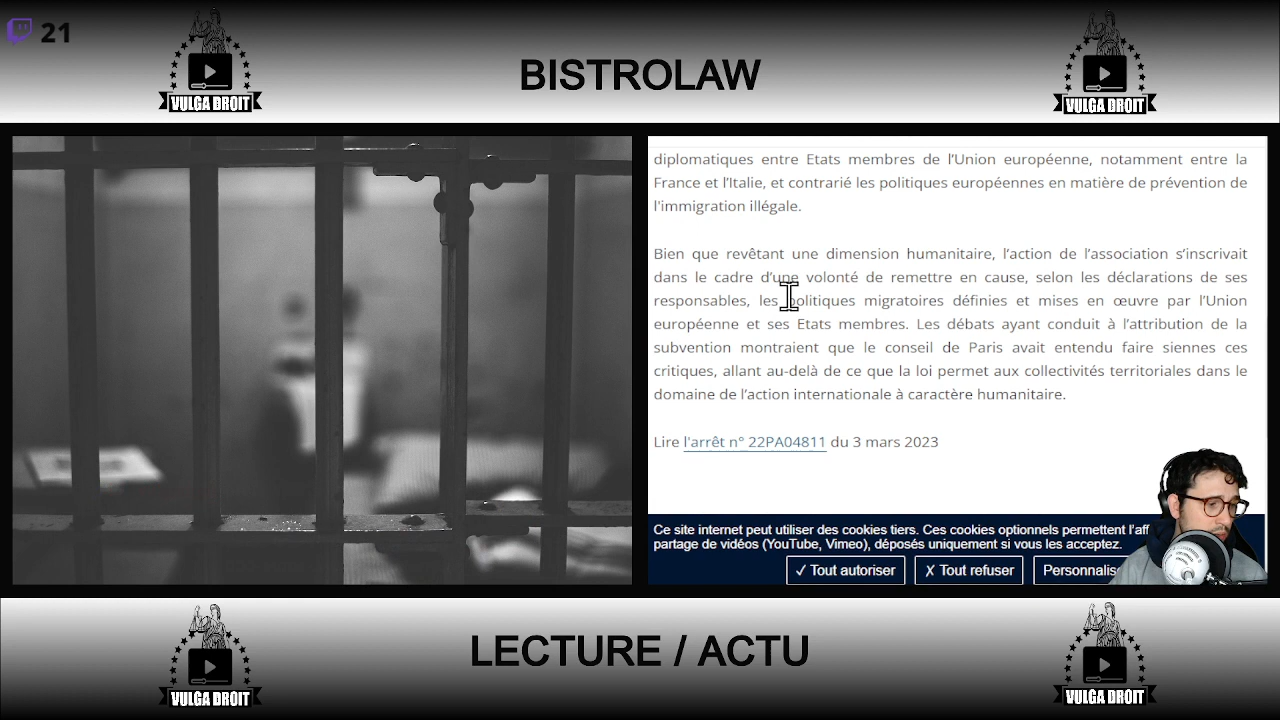 21
BISTROLAW
VULGA DROIT
VULGA DROIT
diplomatiques entre Etats membres de l'Union européenne, notamment entre la
France et l'Italie, et contrarié les politiques européennes en matière de prévention de
l'immigration illégale.
Bien que revêtant une dimension humanitaire, l'action de l'association s'inscrivait
dans le cadre d'une volonté de remettre en cause, selon les déclarations de ses
responsables, les politiques migratoires définies et mises en œuvre par l'Union
européenne et ses Etats membres. Les débats ayant conduit à l'attribution de la
subvention montraient que le conseil de Paris avait entendu faire siennes ces
critiques, allant au-delà de ce que la loi permet aux collectivités territoriales dans le
domaine de l'action internationale à caractère humanitaire.
Lire l'arrêt n° 22PA04811 du 3 mars 2023
Ce site internet peut utiliser des cookies tiers. Ces cookies optionnels permettent l'aff
partage de vidéos (YouTube, Vimeo), déposés uniquement si vous les acceptez.
✓ Tout autoriser
✗ Tout refuser
Personnalise
LECTURE / ACTU
VULGA DROIT
VULGA DROIT